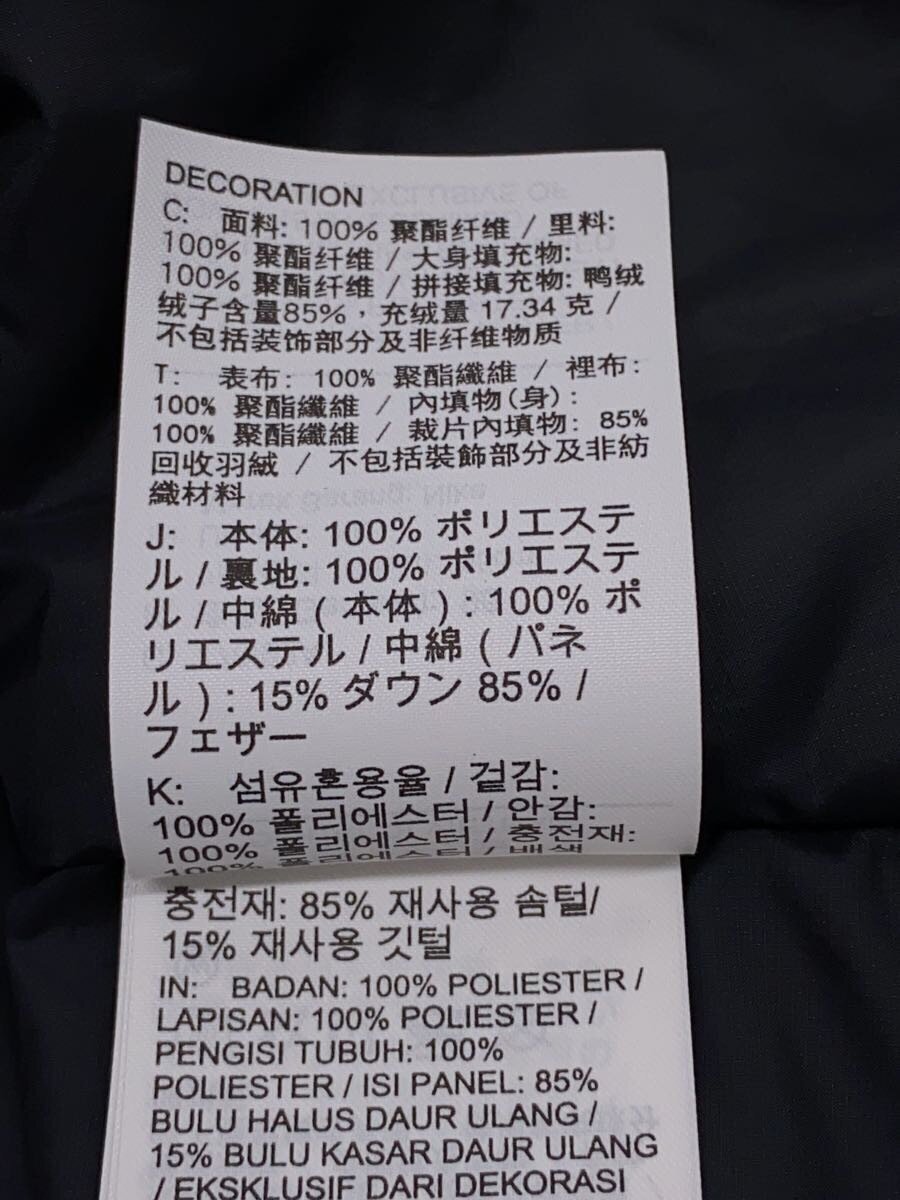 DECORATION
C: 面料: 100% 聚酯纤维 / 里料:
100% 聚酯纤维 / 大身填充物:
100% 聚酯纤维 / 拼接填充物: 鸭绒
绒子含量85%，充绒量 17.34 克 /
不包括装饰部分及非纤维物质
T: 表布: 100% 聚酯纖維 / 裡布:
100% 聚酯纖維 / 內填物(身):
100% 聚酯纖維 / 裁片內填物: 85%
回收羽絨 / 不包括裝飾部分及非紡
織材料
J: 本体: 100% ポリエステ
ル / 裏地: 100% ポリエステ
ル / 中綿 ( 本体 ) : 100% ポ
リエステル / 中綿 ( パネ
ル ) : 15% ダウン 85% /
フェザー
K: 섬유혼용율 / 겉감:
100% 폴리에스터 / 안감:
100% 폴리에스터 / 충전재:
100% 폴리에스터 /
충전재: 85% 재사용 솜털/
15% 재사용 깃털
IN: BADAN: 100% POLIESTER /
LAPISAN: 100% POLIESTER /
PENGISI TUBUH: 100%
POLIESTER / ISI PANEL: 85%
BULU HALUS DAUR ULANG /
15% BULU KASAR DAUR ULANG
/ EKSKLUSIF DARI DEKORASI